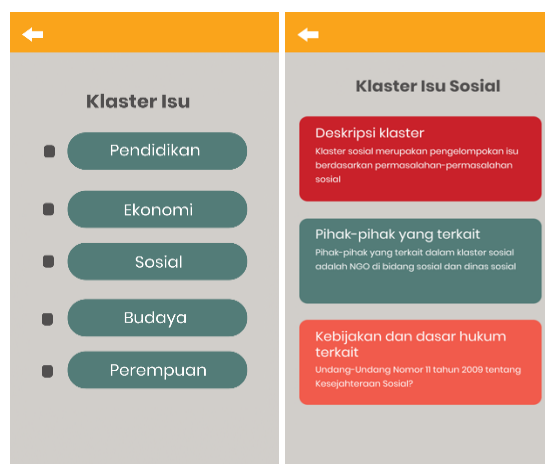 Klaster Isu
Pendidikan
Ekonomi
Sosial
Budaya
Perempuan
Klaster Isu Sosial
Deskripsi klaster
Klaster sosial merupakan pengelompokan isu
berdasarkan permasalahan-permasalahan
sosial
Pihak-pihak yang terkait
Pihak-pihak yang terkait dalam klaster sosial
adalah NGO di bidang sosial dan dinas sosial
Kebijakan dan dasar hukum
terkait
Undang-Undang Nomor 11 tahun 2009 tentang
Kesejahteraan Sosial?